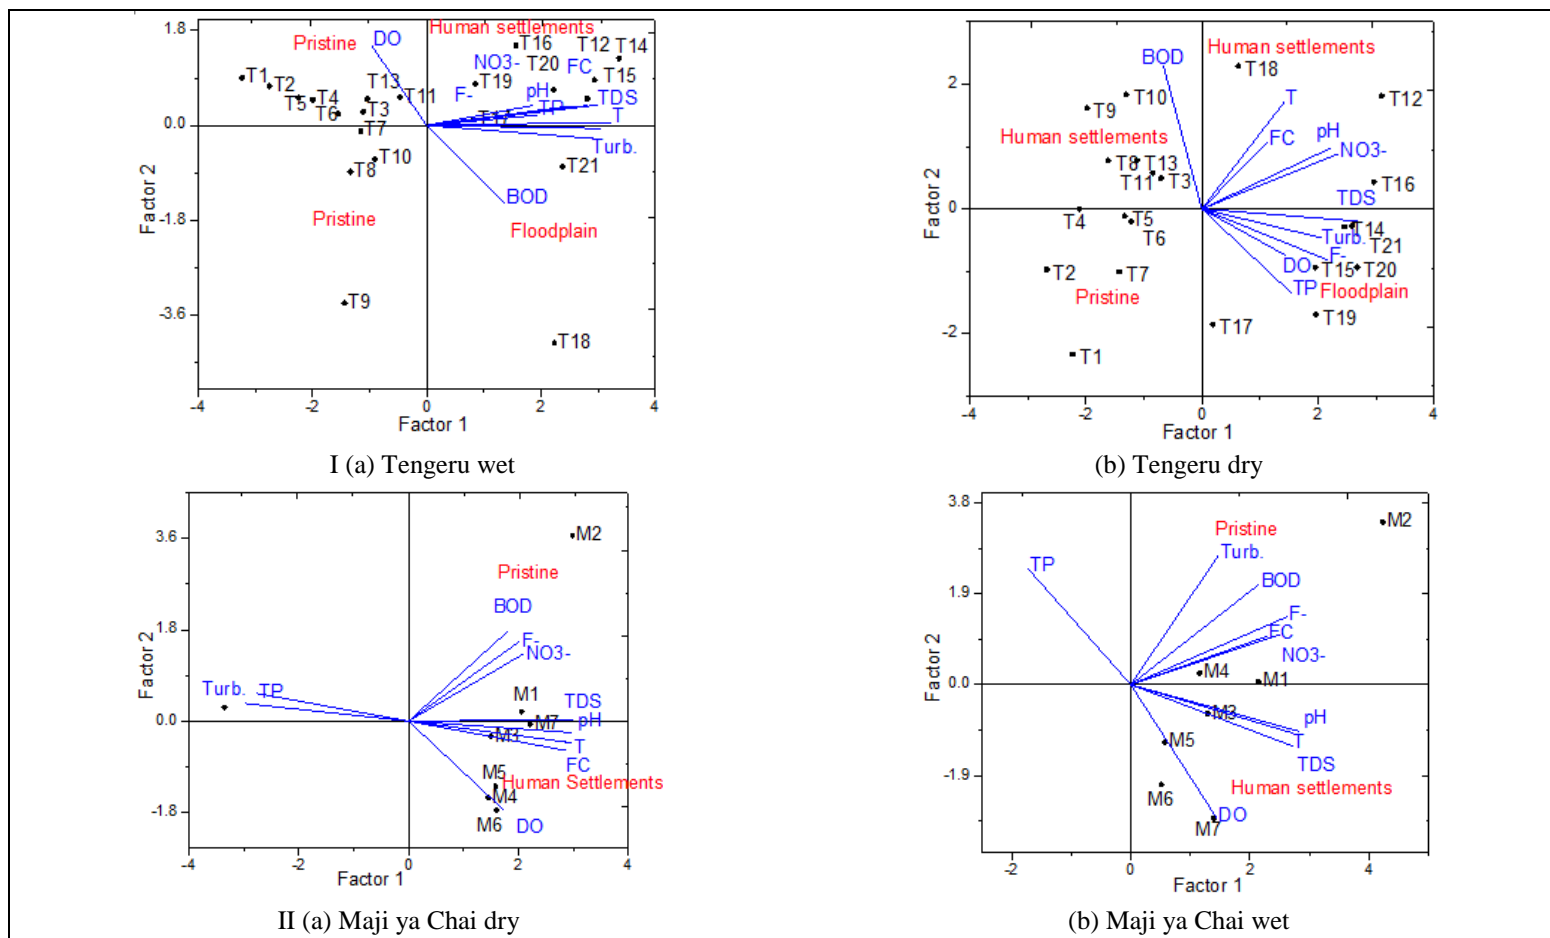 1.8
Human settlements
Pristine
DO
T16
T12
T14
NO3-
T20
FC
T1
T2
T13
T19
T15
T5
T4
T11
F-
pH
TDS
T6
T3
TP
T
0.0
T7
T17
Turb.
T10
T8
T21
BOD
-1.8
Pristine
Floodplain
T9
-3.6
T18
Factor 2
-4
-2
0
2
4
Factor 1
I (a) Tengeru wet
Human settlements
BOD
T18
2
T10
T
T12
T9
Human settlements
FC
pH
NO3-
T8
T13
T11
T3
T16
TDS
0
T4
T5
T6
T14
Turb.
T21
F-
T2
T7
DO
T15
T20
Pristine
TP
Floodplain
T17
T19
-2
T1
Factor 2
-4
-2
0
2
4
Factor 1
(b) Tengeru dry
M2
3.6
Pristine
BOD
1.8
F-
NO3-
Turb.
TP
M1
TDS
0.0
pH
M7
M3
T
FC
M5
Human Settlements
M4
-1.8
M6
DO
Factor 2
-4
-2
0
2
4
Factor 1
II (a) Maji ya Chai dry
3.8
M2
Pristine
Turb.
TP
BOD
1.9
F-
FC
NO3-
M4
M1
0.0
M3
pH
M5
T
TDS
-1.9
M6
Human settlements
DO
M7
Factor 2
-2
0
2
4
Factor 1
(b) Maji ya Chai wet